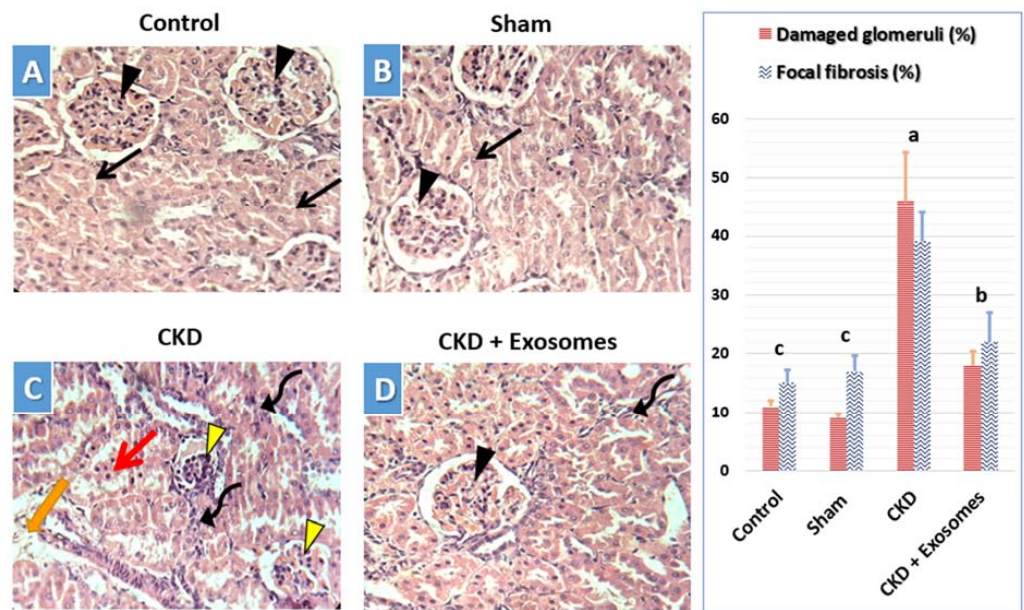 Control
Sham
A
B
CKD
CKD + Exosomes
C
D
Damaged glomeruli (%)
Focal fibrosis (%)
60
50
40
30
20
10
0
c
c
a
b
Control
Sham
CKD
CKD + Exosomes